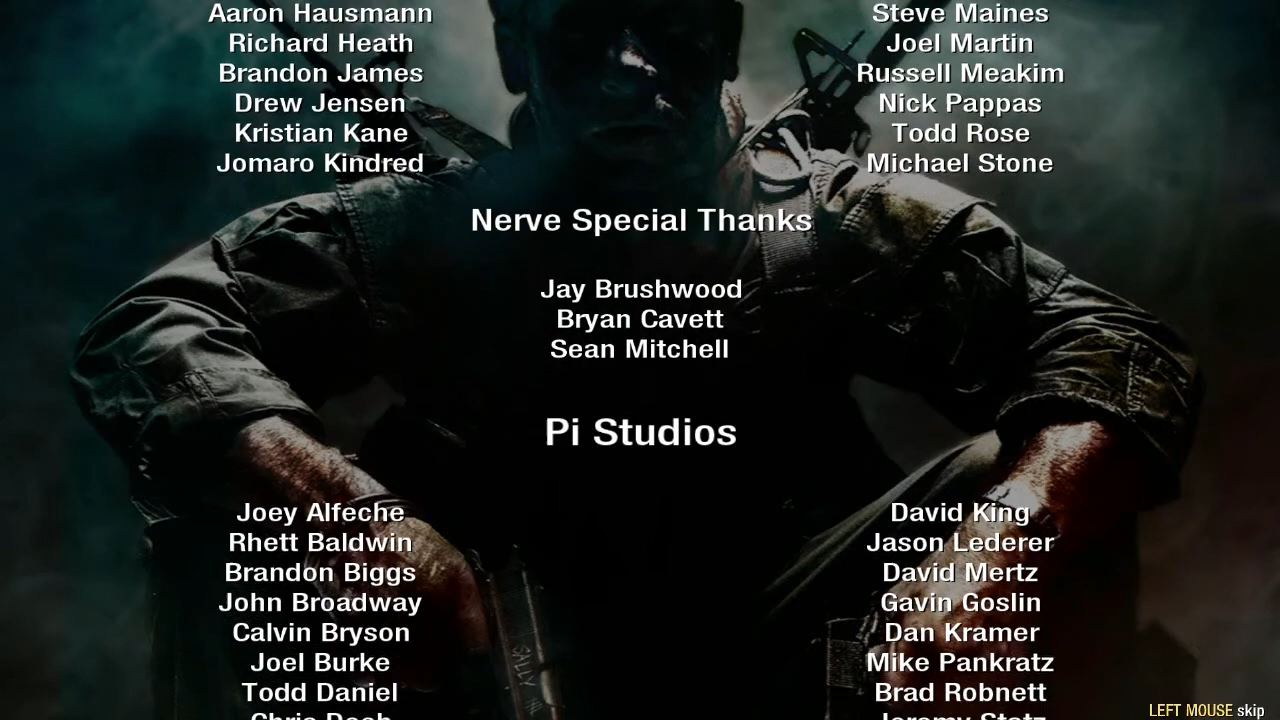 Aaron Hausmann
Richard Heath
Brandon James
Drew Jensen
Kristian Kane
Jomaro Kindred
Steve Maines
Joel Martin
Russell Meakim
Nick Pappas
Todd Rose
Michael Stone
Nerve Special Thanks
Jay Brushwood
Bryan Cavett
Sean Mitchell
Pi Studios
Joey Alfeche
Rhett Baldwin
Brandon Biggs
John Broadway
Calvin Bryson
Joel Burke
Todd Daniel
David King
Jason Lederer
David Mertz
Gavin Goslin
Dan Kramer
Mike Pankratz
Brad Robnett
Jeremy Statz
SALLY
LEFT MOUSE skip